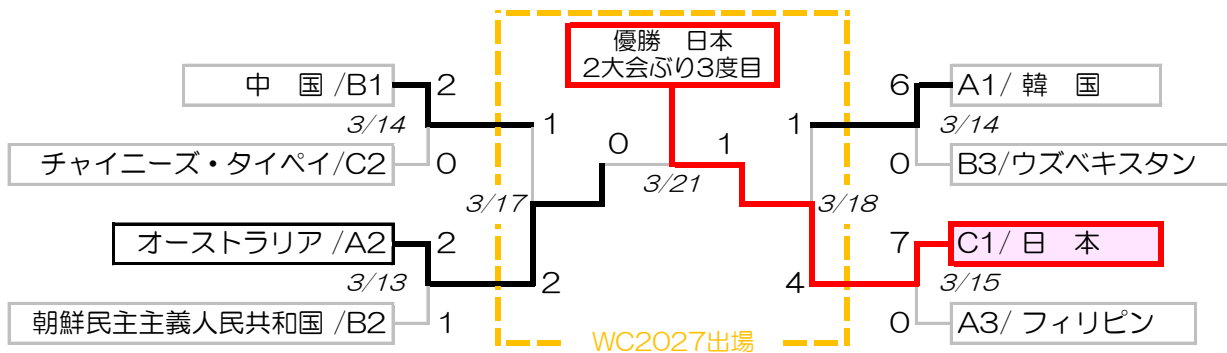 優勝　日本
2大会ぶり3度目
中　国 /B1
2
3/14
チャイニーズ・タイペイ/C2
0
1
オーストラリア /A2
2
3/13
朝鮮民主主義人民共和国 /B2
1
3/17
2
0
3/21
1
6
A1/ 韓　国
3/14
0
B3/ウズベキスタン
1
7
C1/ 日　本
3/15
0
A3/ フィリピン
3/18
4
WC2027出場